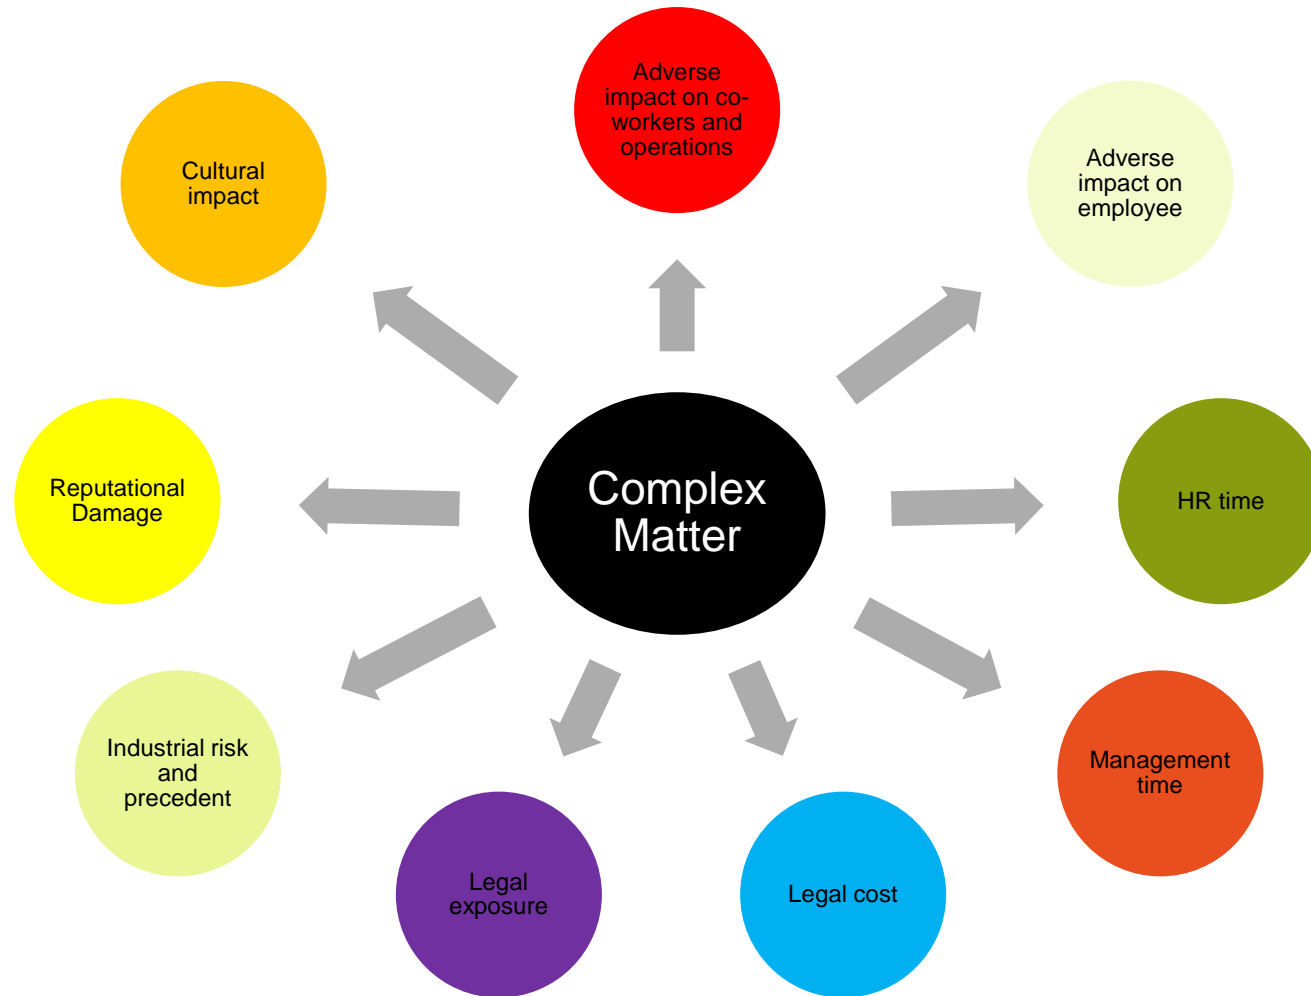 Adverse
impact on co-
workers and
operations
Adverse
impact on
employee
HR time
Management
time
Legal cost
Legal
exposure
Industrial risk
and
precedent
Reputational
Damage
Cultural
impact
Complex
Matter